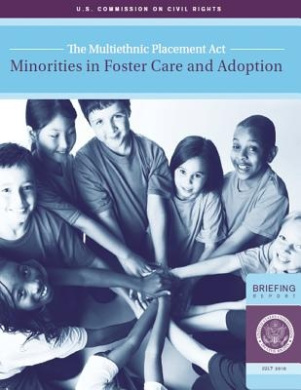 U.S. COMMISSION ON CIVIL RIGHTS
The Multiethnic Placement Act
Minorities in Foster Care and Adoption
BRIEFING
REPORT
JULY 2010